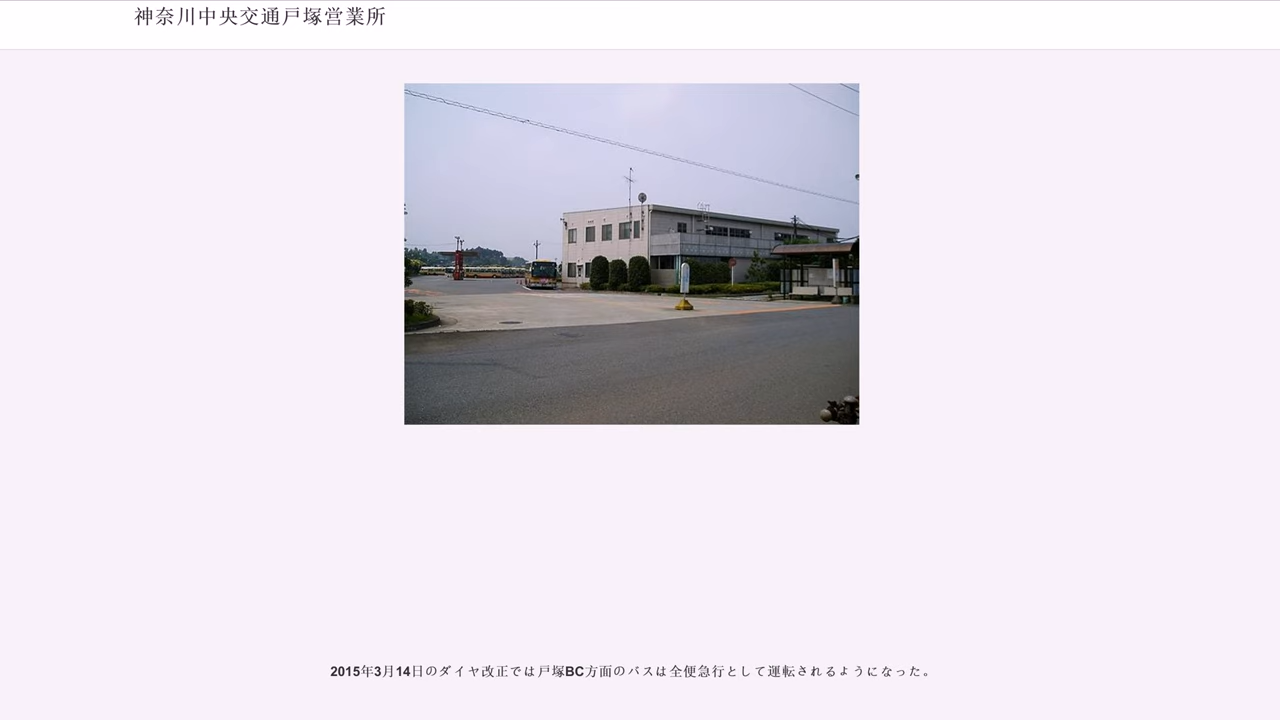 神奈川中央交通戸塚営業所
2015年3月14日のダイヤ改正では戸塚BC方面のバスは全便急行として運転されるようになった。